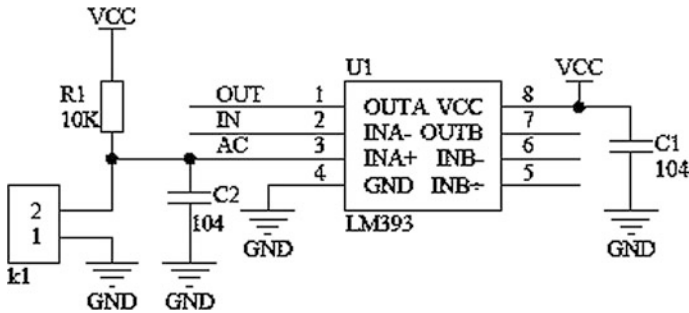 VCC
U1
VCC
R1
10K
OUT 1 OUTA VCC 8
IN 2 INA- OUTB 7
AC 3 INA+ INB- 6
4 GND INB+ 5
C1
104
C2
104
2
1
k1
GND
GND
GND
LM393
GND